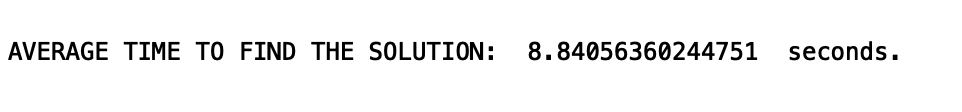 AVERAGE TIME TO FIND THE SOLUTION:  8.84056360244751  seconds.